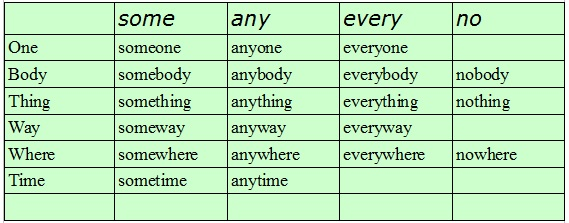 some any every no
One someone anyone everyone
Body somebody anybody everybody nobody
Thing something anything everything nothing
Way someway anyway everyway
Where somewhere anywhere everywhere nowhere
Time sometime anytime